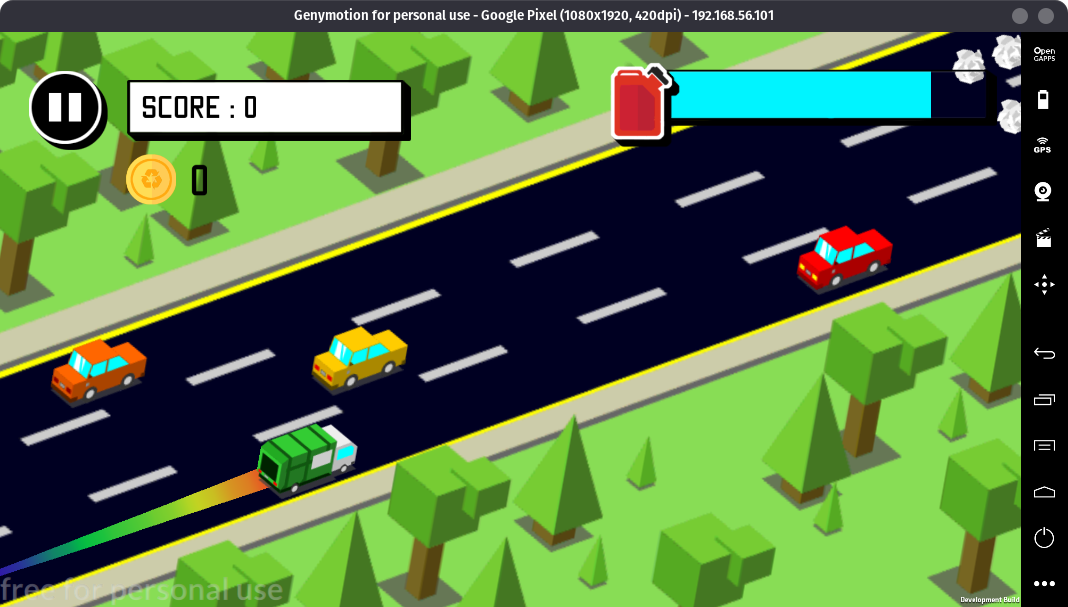 Genymotion for personal use - Google Pixel (1080x1920, 420dpi) - 192.168.56.101
Open
GAPPS
SCORE : 0
GPS
0
free for personal use
Development Build